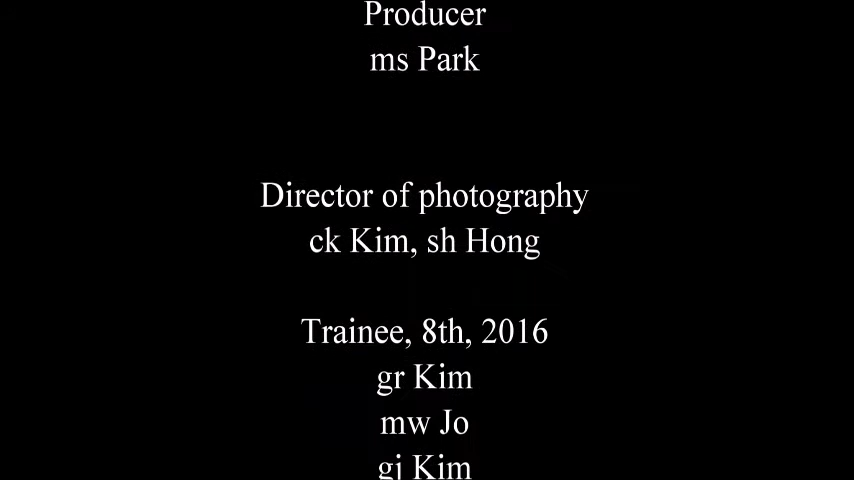 Producer
ms Park
Director of photography
ck Kim, sh Hong
Trainee, 8th, 2016
gr Kim
mw Jo
gj Kim